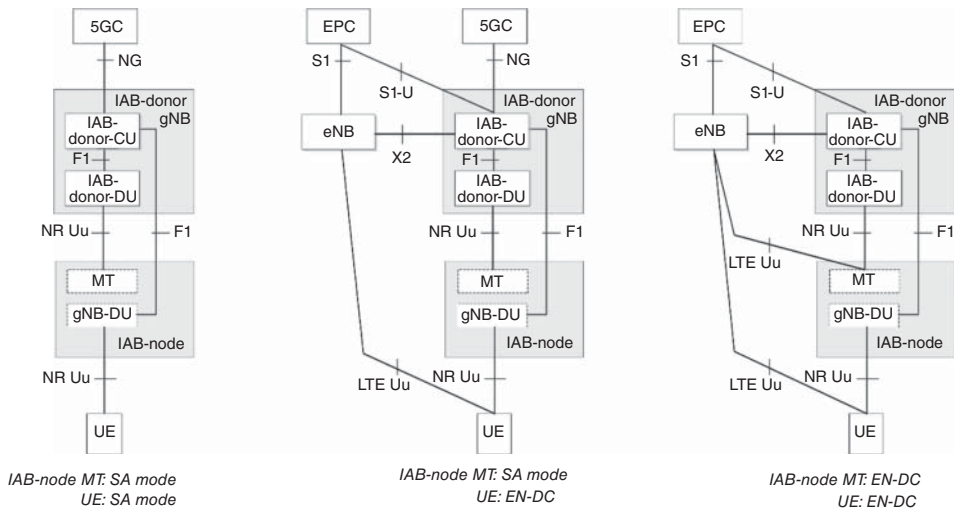 5GC
NG
IAB-donor
gNB
IAB-
donor-CU
F1
IAB-
donor-DU
NR Uu
F1
MT
gNB-DU
IAB-node
NR Uu
UE
IAB-node MT: SA mode
UE: SA mode
EPC
5GC
S1
NG
S1-U
IAB-donor
gNB
eNB
IAB-
donor-CU
X2
F1
IAB-
donor-DU
NR Uu
F1
MT
gNB-DU
IAB-node
LTE Uu
NR Uu
UE
IAB-node MT: SA mode
UE: EN-DC
EPC
S1
S1-U
IAB-donor
gNB
eNB
IAB-
donor-CU
X2
F1
IAB-
donor-DU
NR Uu
F1
LTE Uu
MT
gNB-DU
IAB-node
LTE Uu
NR Uu
UE
IAB-node MT: EN-DC
UE: EN-DC